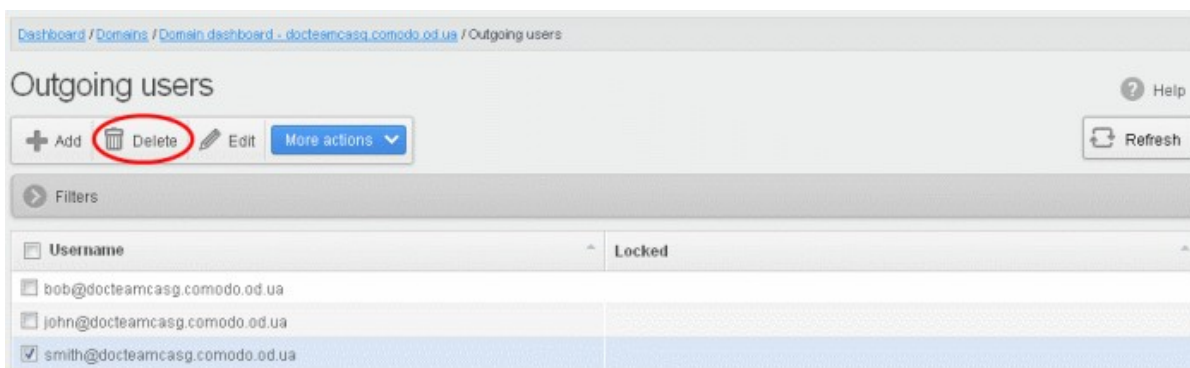 Dashboard / Domains / Domain dashboard - docteamcasg.comodo.od.ua / Outgoing users
Outgoing users
? Help
Add Delete Edit More actions
Refresh
Filters
Username Locked
bob@docteamcasg.comodo.od.ua
john@docteamcasg.comodo.od.ua
smith@docteamcasg.comodo.od.ua